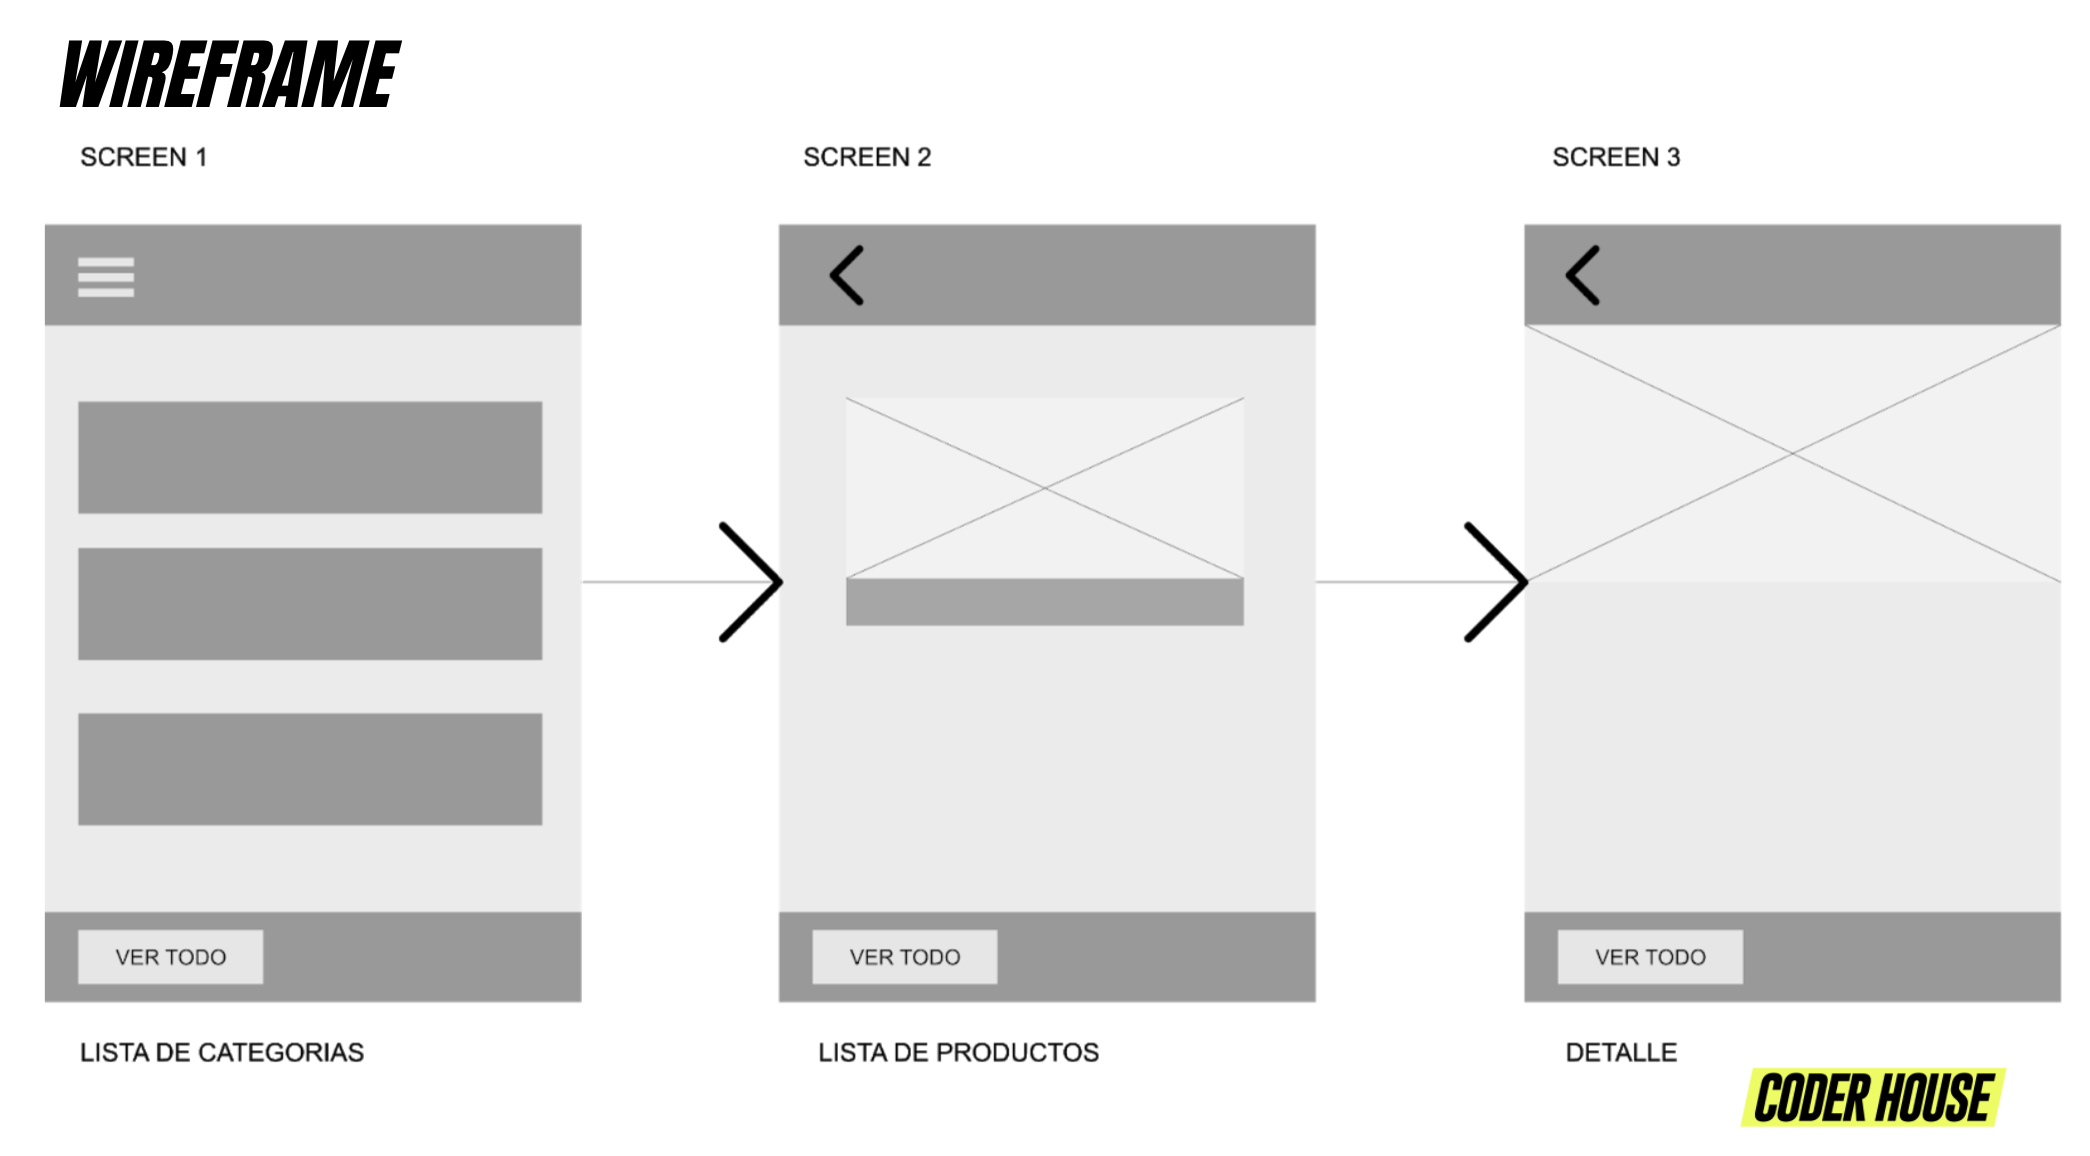 WIREFRAME
SCREEN 1
SCREEN 2
SCREEN 3
VER TODO
VER TODO
VER TODO
LISTA DE CATEGORIAS
LISTA DE PRODUCTOS
DETALLE
CODER HOUSE